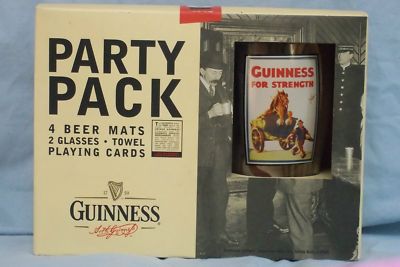 PARTY
PACK
4 BEER MATS
2 GLASSES • TOWEL
PLAYING CARDS
GUINNESS
GUINNESS
FOR STRENGTH